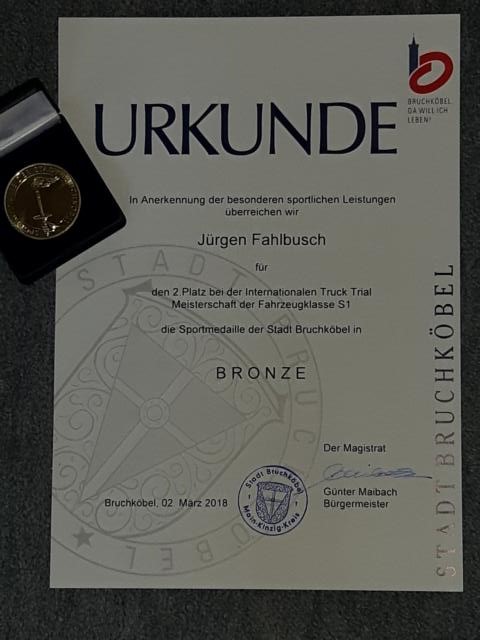 BRUCHKÖBEL
DA WILL ICH
LEBEN!
URKUNDE
In Anerkennung der besonderen sportlichen Leistungen
überreichen wir
Jürgen Fahlbusch
für
den 2.Platz bei der Internationalen Truck Trial
Meisterschaft der Fahrzeugklasse S1
die Sportmedaille der Stadt Bruchköbel in
BRONZE
Der Magistrat
Günter Maibach
Bürgermeister
Bruchköbel, 02. März 2018
Stadt Bruchköbel
Main-Kinzig-Kreis
STADT BRUCHKÖBEL
STADT BRUCHKÖBEL